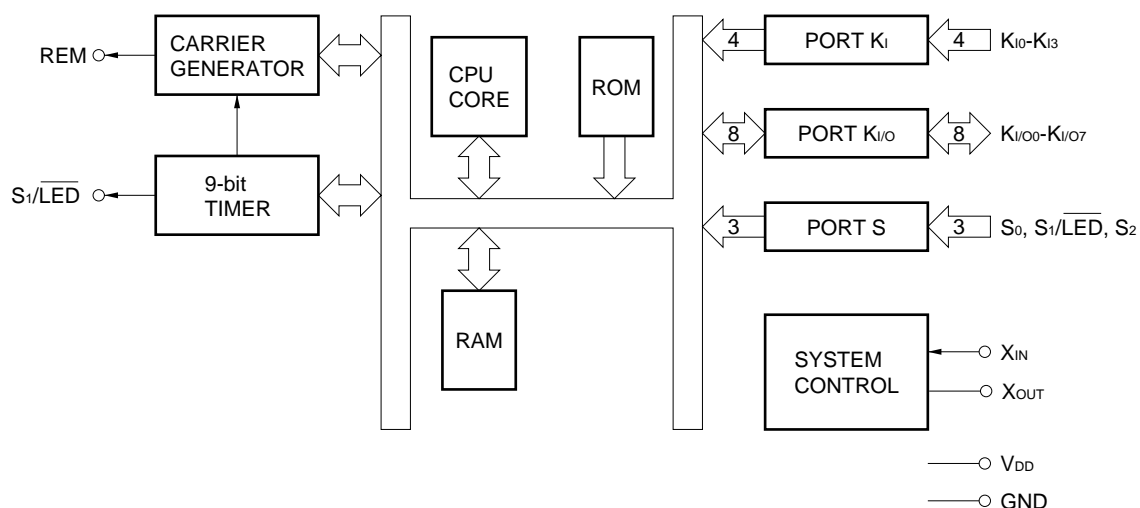 REM
CARRIER
GENERATOR
S1/LED
9-bit
TIMER
CPU
CORE
ROM
RAM
4
PORT KI
4
KI0-KI3
8
PORT KI/O
8
KI/O0-KI/O7
3
PORT S
3
S0, S1/LED, S2
SYSTEM
CONTROL
XIN
XOUT
VDD
GND